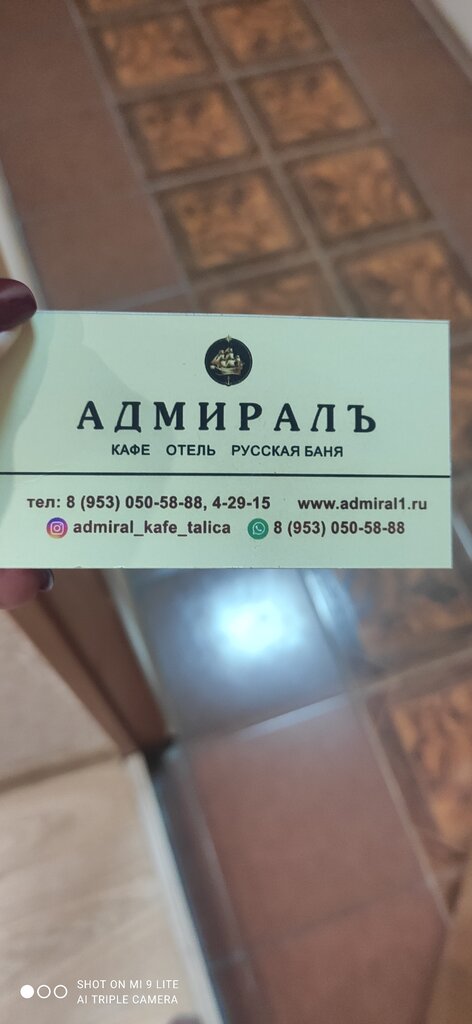 АДМИРАЛЪ
КАФЕ ОТЕЛЬ РУССКАЯ БАНЯ
тел: 8 (953) 050-58-88, 4-29-15 www.admiral1.ru
admiral_kafe_talica 8 (953) 050-58-88
SHOT ON MI 9 LITE
AI TRIPLE CAMERA